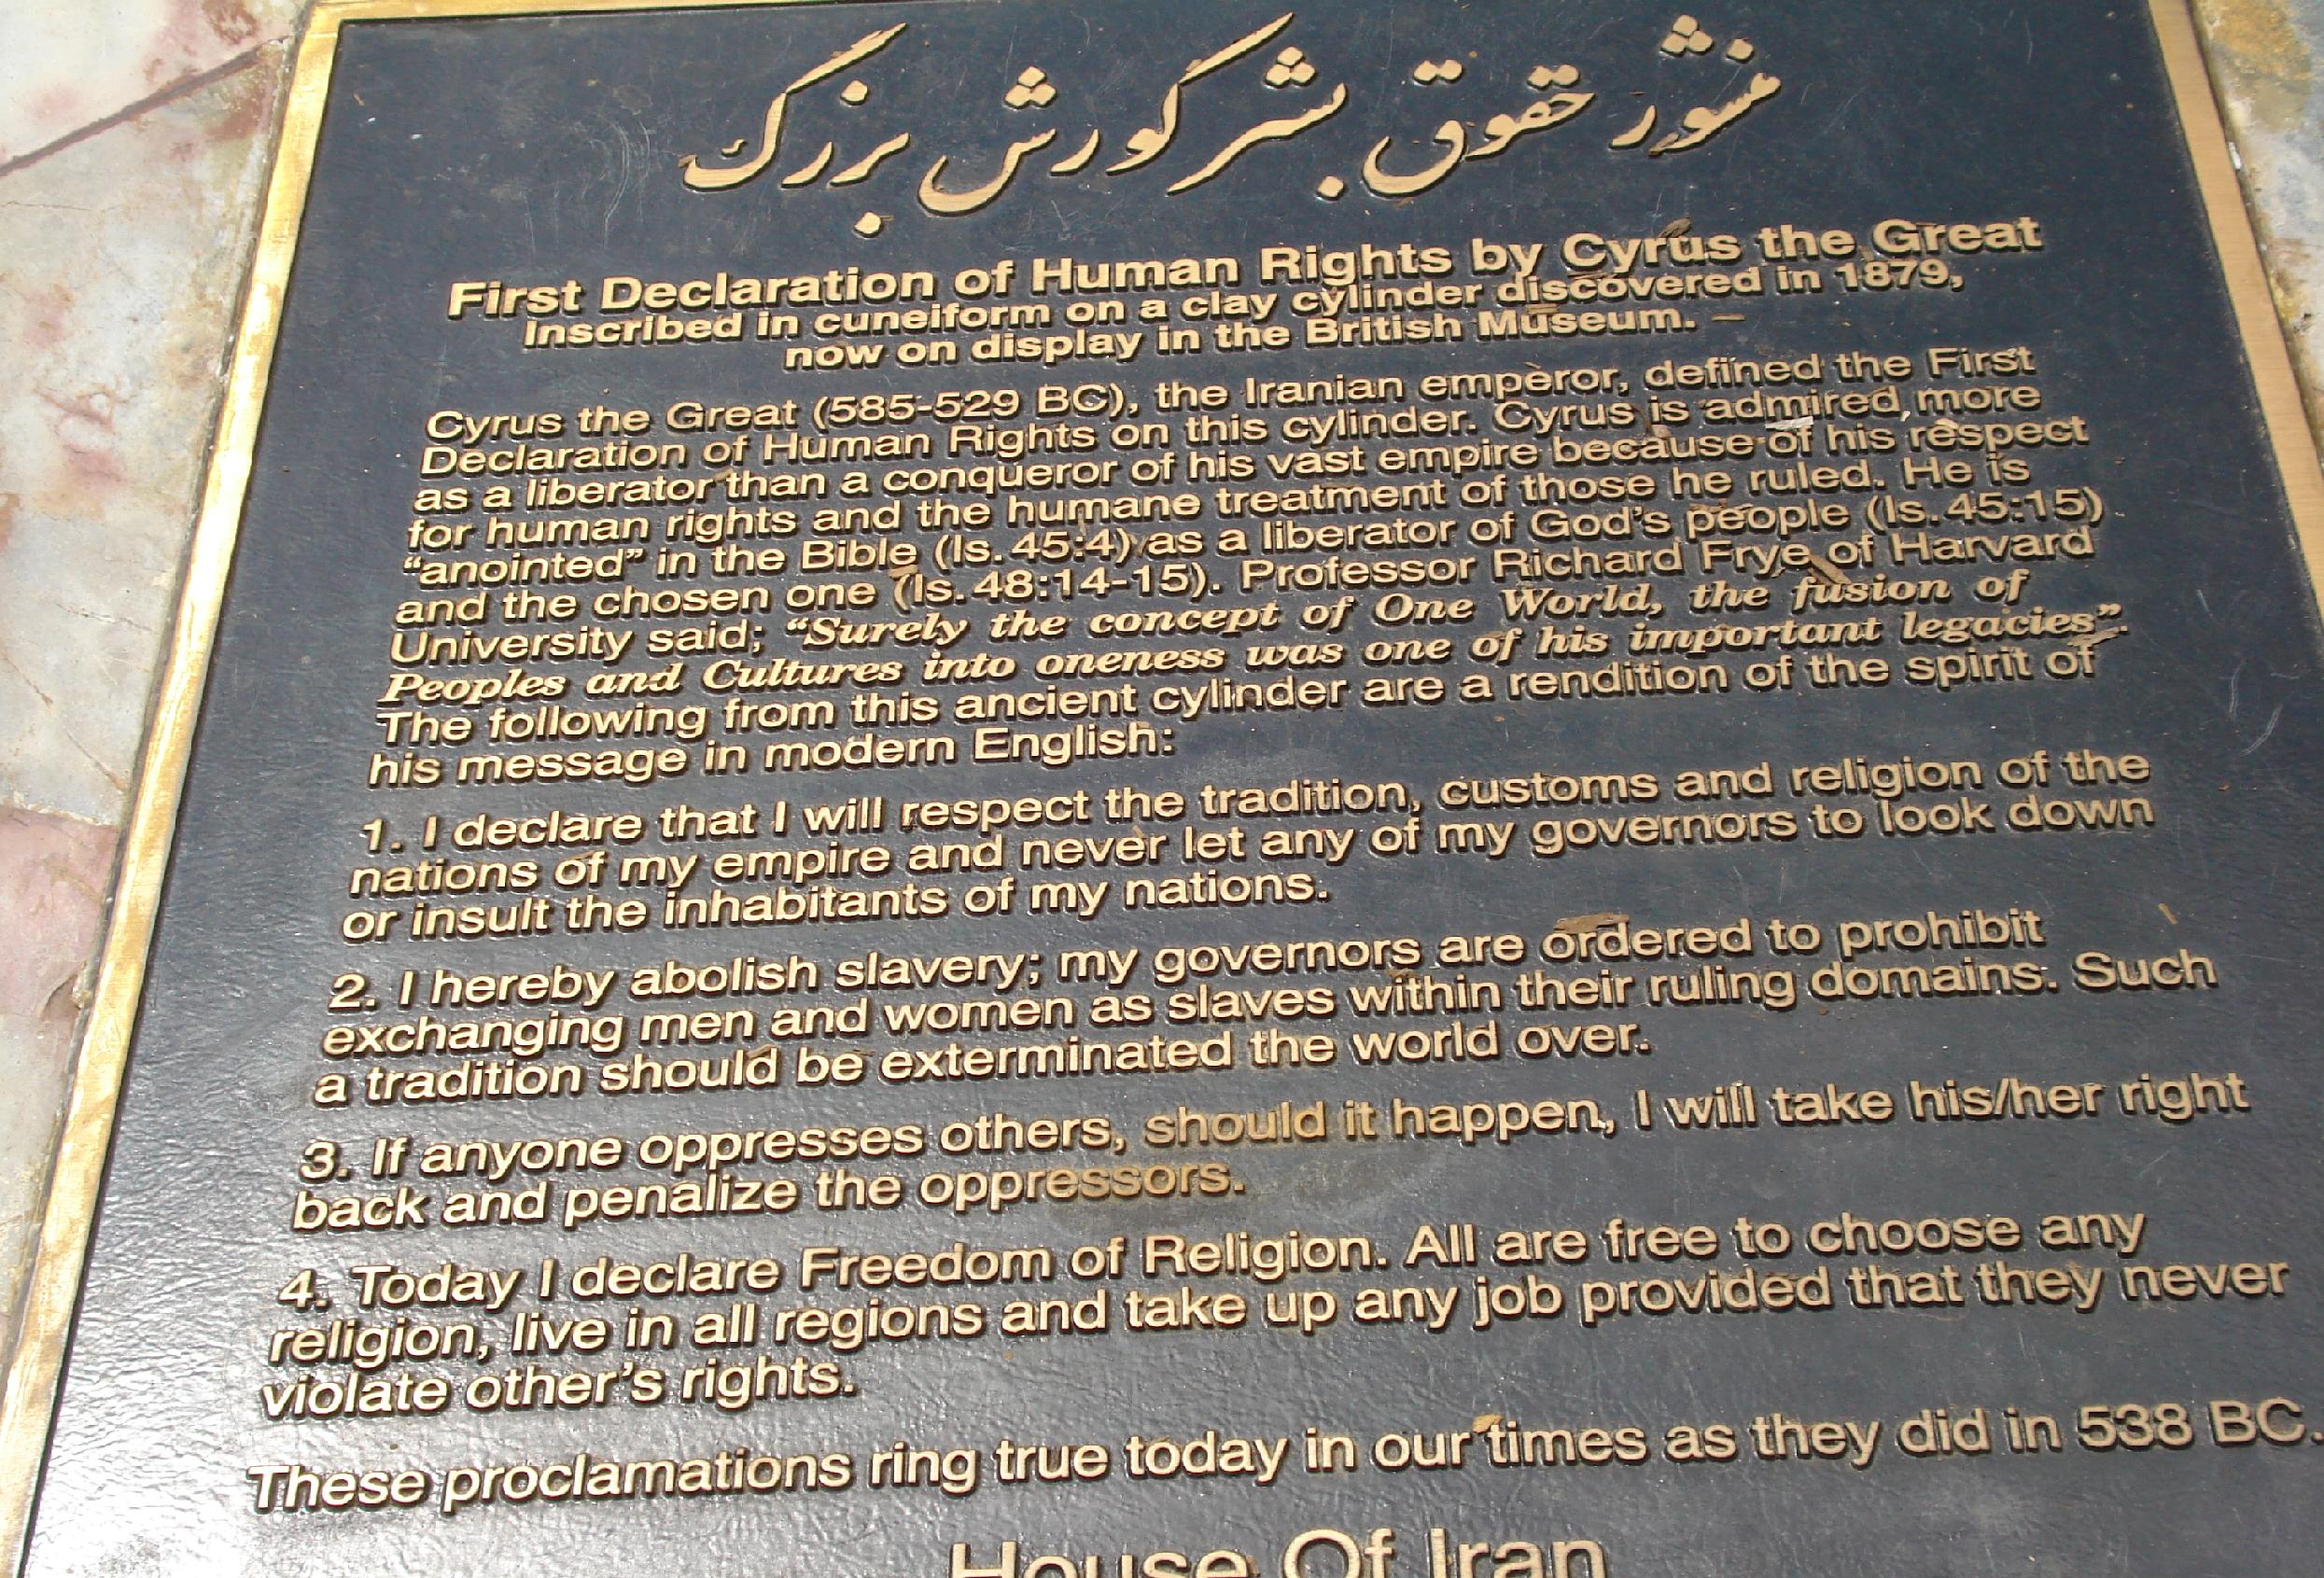 منشور حقوق بشر کورش بزرگ
First Declaration of Human Rights by Cyrus the Great
Inscribed in cuneiform on a clay cylinder discovered in 1879,
now on display in the British Museum.
Cyrus the Great (585-529 BC), the Iranian emperor, defined the First
Declaration of Human Rights on this cylinder. Cyrus is admired more
as a liberator than a conqueror of his vast empire because of his respect
for human rights and the humane treatment of those he ruled. He is
“anointed” in the Bible (Is. 45:4) as a liberator of God’s people (Is. 45:15)
and the chosen one (Is. 48:14-15). Professor Richard Frye of Harvard
University said; “Surely the concept of One World, the fusion of
Peoples and Cultures into oneness was one of his important legacies”.
The following from this ancient cylinder are a rendition of the spirit of
his message in modern English:
1. I declare that I will respect the tradition, customs and religion of the
nations of my empire and never let any of my governors to look down
or insult the inhabitants of my nations.
2. I hereby abolish slavery; my governors are ordered to prohibit
exchanging men and women as slaves within their ruling domains. Such
a tradition should be exterminated the world over.
3. If anyone oppresses others, should it happen, I will take his/her right
back and penalize the oppressors.
4. Today I declare Freedom of Religion. All are free to choose any
religion, live in all regions and take up any job provided that they never
violate other’s rights.
These proclamations ring true today in our times as they did in 538 BC.
House Of Iran